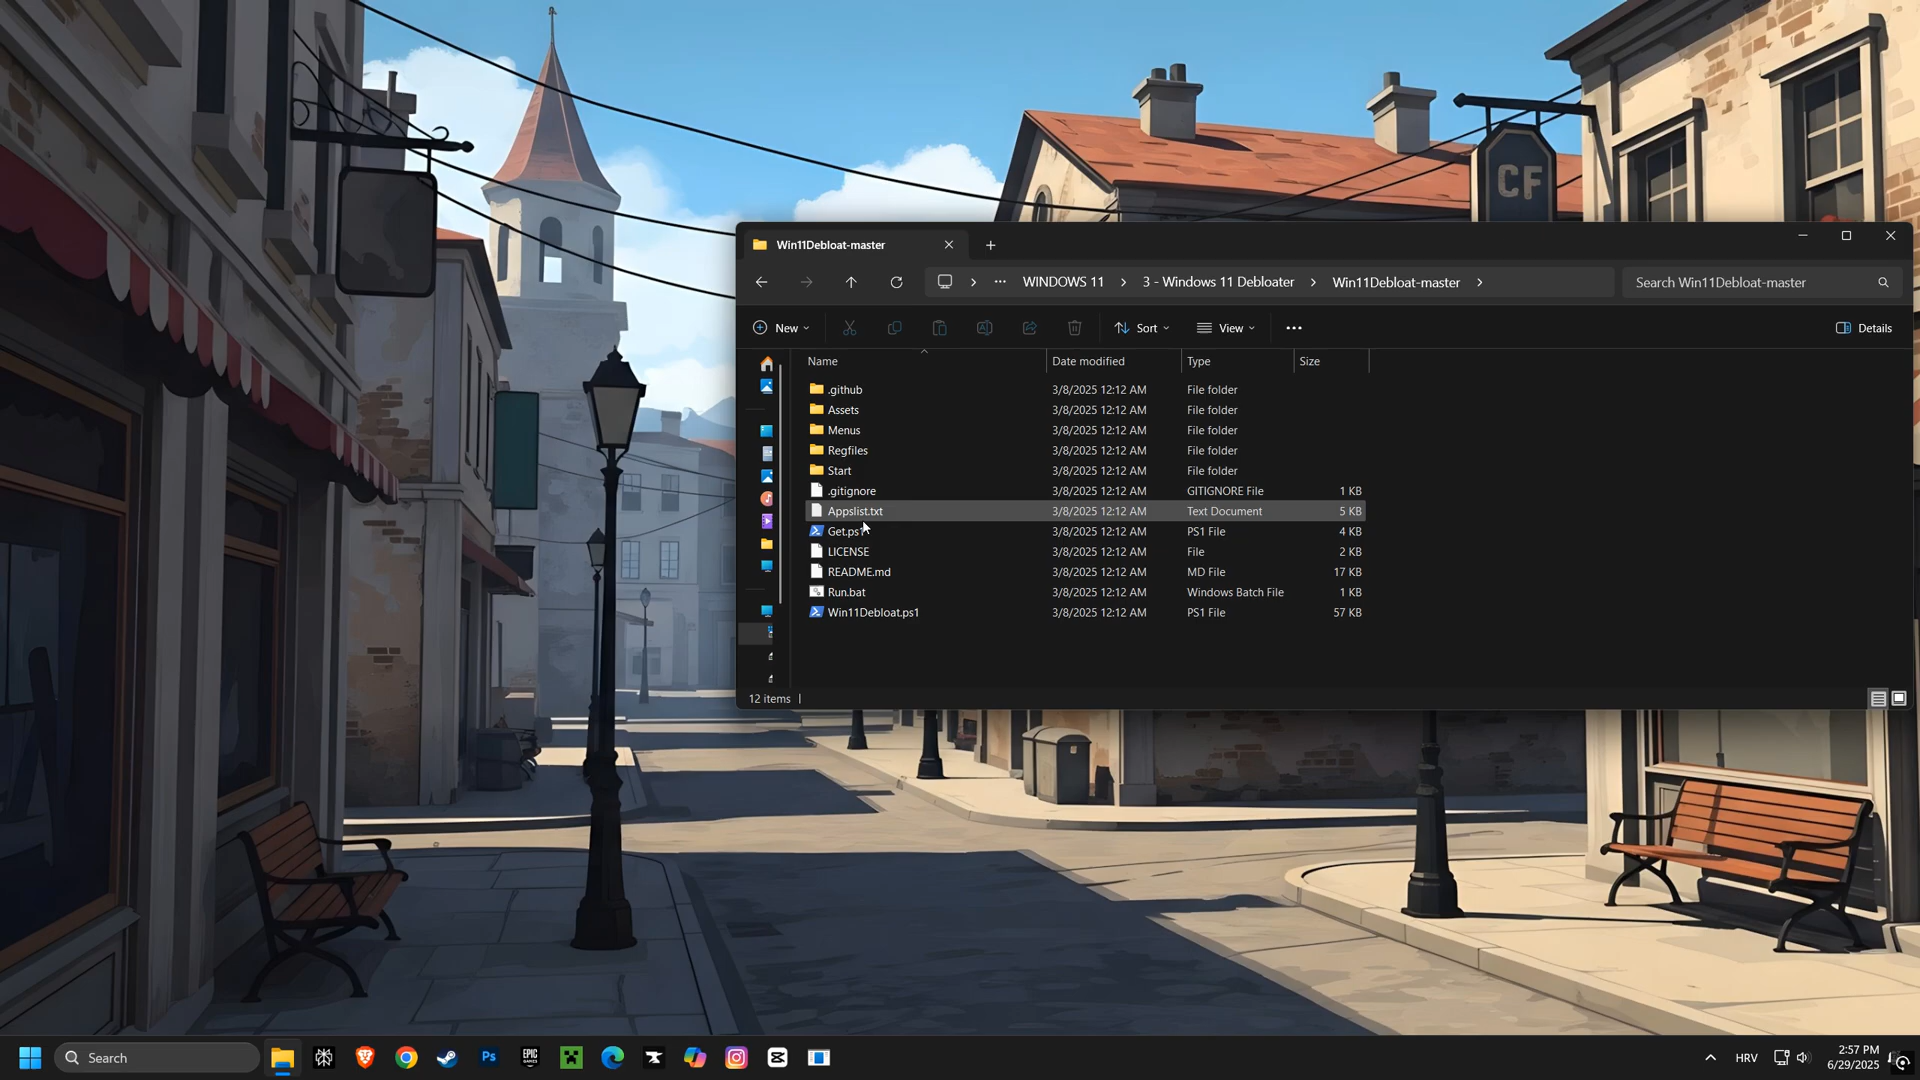 CF
Win11Debloat-master
WINDOWS 11
3 - Windows 11 Debloater
Win11Debloat-master
Search Win11Debloat-master
New
Sort
View
Details
Name Date modified Type Size
.github 3/8/2025 12:12 AM File folder
Assets 3/8/2025 12:12 AM File folder
Menus 3/8/2025 12:12 AM File folder
Regfiles 3/8/2025 12:12 AM File folder
Start 3/8/2025 12:12 AM File folder
.gitignore 3/8/2025 12:12 AM GITIGNORE File 1 KB
Appslist.txt 3/8/2025 12:12 AM Text Document 5 KB
Get.ps1 3/8/2025 12:12 AM PS1 File 4 KB
LICENSE 3/8/2025 12:12 AM File 2 KB
README.md 3/8/2025 12:12 AM MD File 17 KB
Run.bat 3/8/2025 12:12 AM Windows Batch File 1 KB
Win11Debloat.ps1 3/8/2025 12:12 AM PS1 File 57 KB
12 items
Search
Ps
EPIC
GAMES
HRV
2:57 PM
6/29/2025